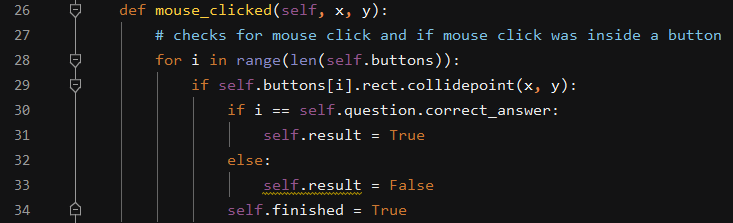 26 def mouse_clicked(self, x, y):
27 # checks for mouse click and if mouse click was inside a button
28 for i in range(len(self.buttons)):
29 if self.buttons[i].rect.collidepoint(x, y):
30 if i == self.question.correct_answer:
31 self.result = True
32 else:
33 self.result = False
34 self.finished = True